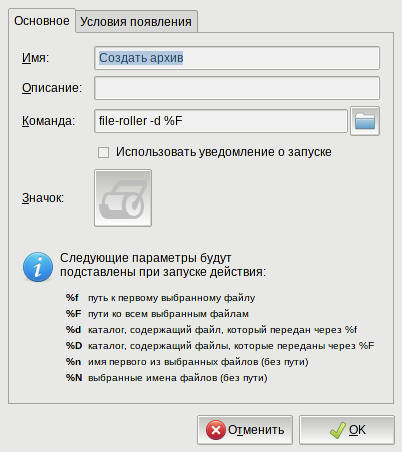 Основное Условия появления
Имя: Создать архив
Описание:
Команда: file-roller -d %F
Использовать уведомление о запуске
Значок:
Следующие параметры будут
подставлены при запуске действия:
%f путь к первому выбранному файлу
%F пути ко всем выбранным файлам
%d каталог, содержащий файл, который передан через %f
%D каталог, содержащий файлы, которые переданы через %F
%n имя первого из выбранных файлов (без пути)
%N выбранные имена файлов (без пути)
Отменить OK